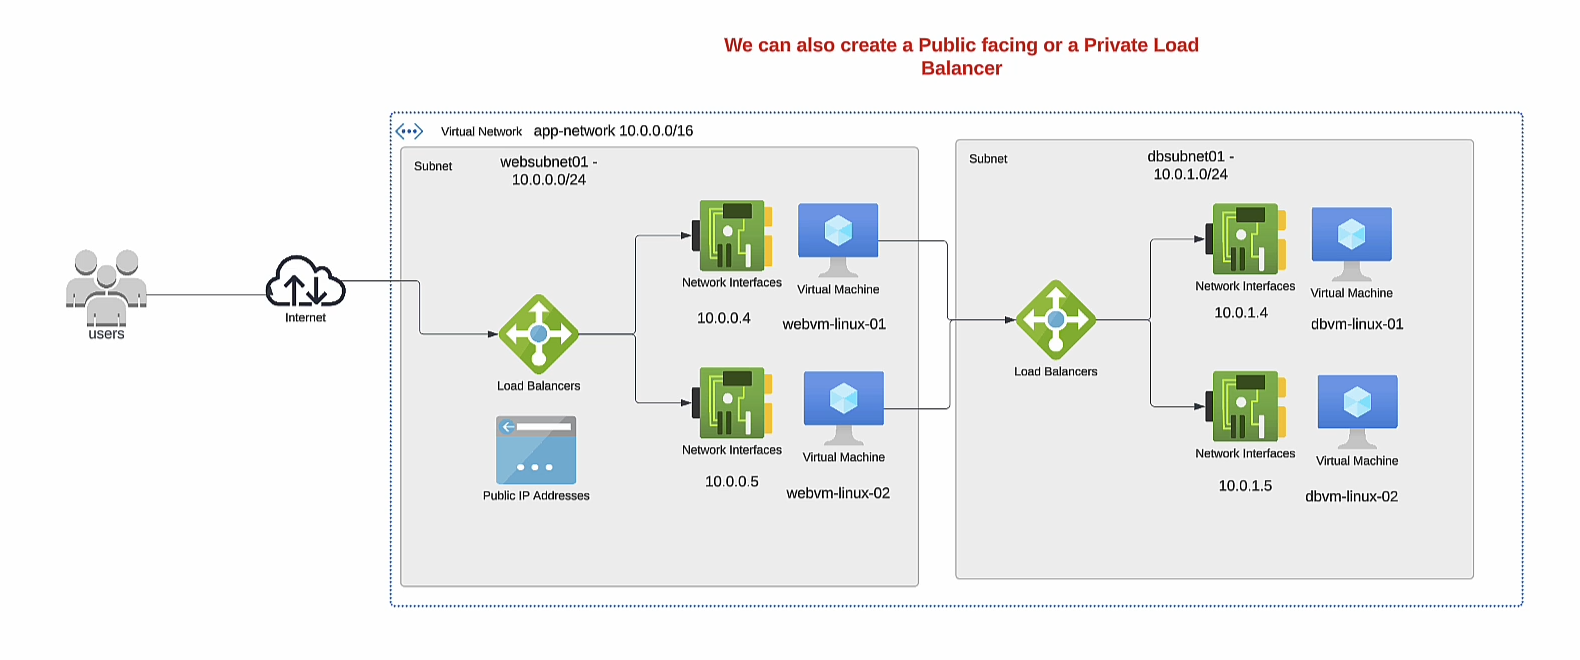 We can also create a Public facing or a Private Load
Balancer
Virtual Network app-network 10.0.0.0/16
Subnet
websubnet01 -
10.0.0.0/24
Subnet
dbsubnet01 -
10.0.1.0/24
users
Internet
Load Balancers
Public IP Addresses
Network Interfaces
10.0.0.4
Virtual Machine
webvm-linux-01
Network Interfaces
10.0.0.5
Virtual Machine
webvm-linux-02
Load Balancers
Network Interfaces
10.0.1.4
Virtual Machine
dbvm-linux-01
Network Interfaces
10.0.1.5
Virtual Machine
dbvm-linux-02